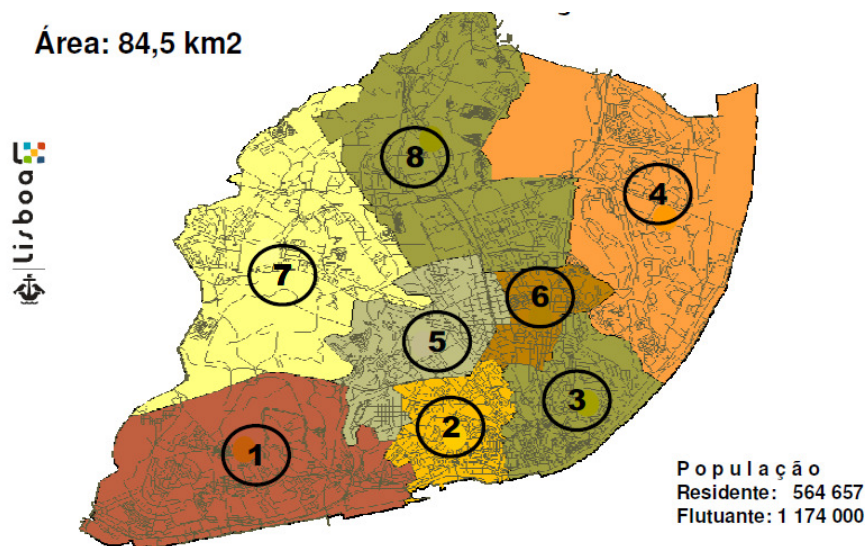 Área: 84,5 km2
Lisboa
8
4
7
6
5
3
2
1
P o p u l a ç ã o
Residente: 564 657
Flutuante: 1 174 000